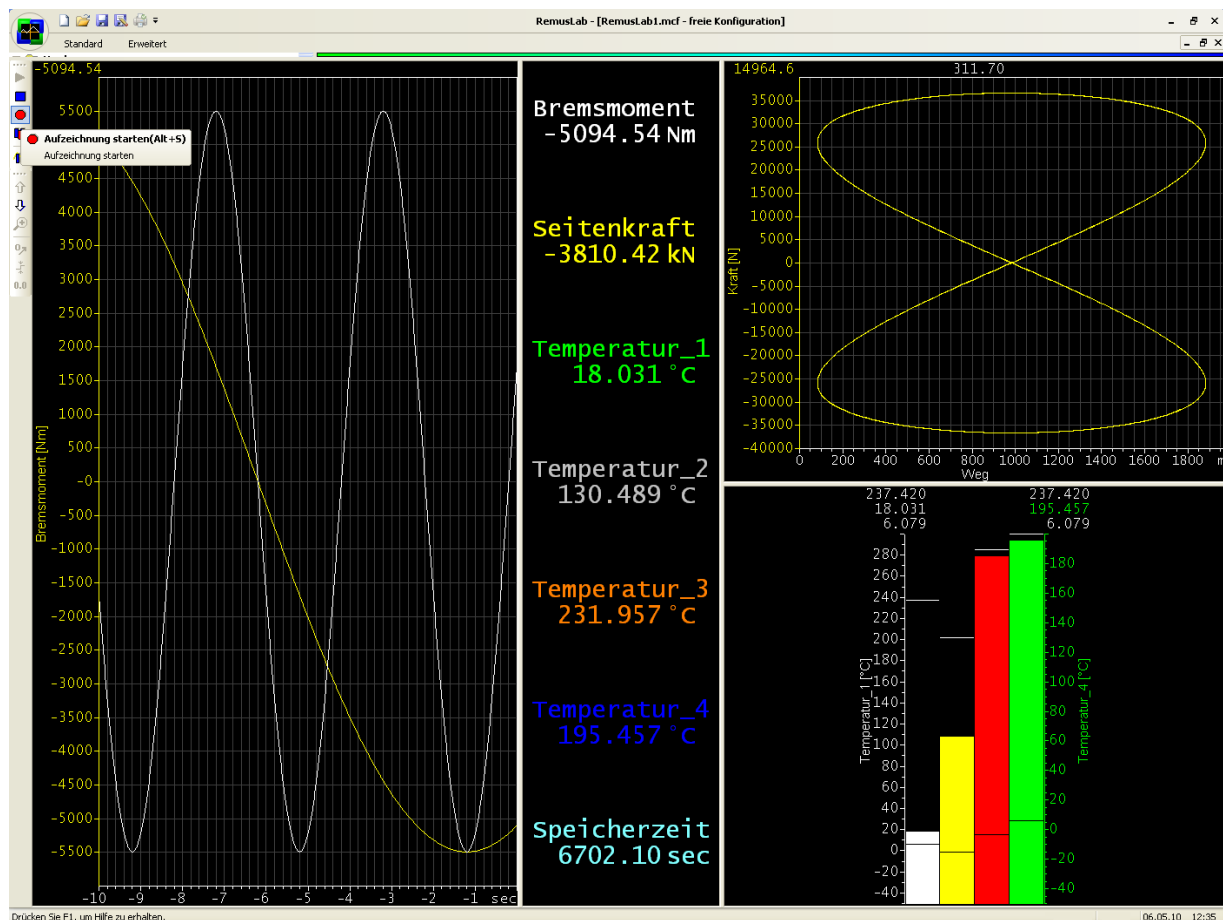 RemusLab - [RemusLab1.mcf - freie Konfiguration]
Standard Erweitert
-5094.54
5500
4500
4000
3500
3000
2500
2000
1500
1000
500
-0
-500
-1000
-1500
-2000
-2500
-3000
-3500
-4000
-4500
-5000
-5500
Bremsmoment [Nm]
-10 -9 -8 -7 -6 -5 -4 -3 -2 -1 sec
Aufzeichnung starten(Alt+S)
Aufzeichnung starten
0.0
Bremsmoment
-5094.54 Nm
Seitenkraft
-3810.42 kN
Temperatur_1
18.031 °C
Temperatur_2
130.489 °C
Temperatur_3
231.957 °C
Temperatur_4
195.457 °C
Speicherzeit
6702.10 sec
14964.6 311.70
35000
30000
25000
20000
15000
10000
5000
0
-5000
-10000
-15000
-20000
-25000
-30000
-35000
-40000
Kraft [N]
0 200 400 600 800 1000 1200 1400 1600 1800
Weg
237.420 237.420
18.031 195.457
6.079 6.079
280
260
240
220
200
180
160
140
120
100
80
60
40
20
0
-20
-40
Temperatur_1 [°C]
180
160
140
120
100
80
60
40
20
0
-20
-40
Temperatur_4 [°C]
Drücken Sie F1, um Hilfe zu erhalten.
06.05.10 12:35